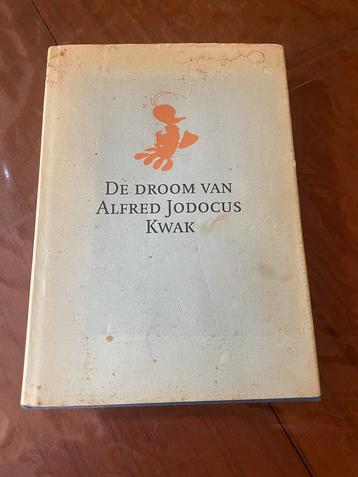 De droom van
Alfred Jodocus
Kwak